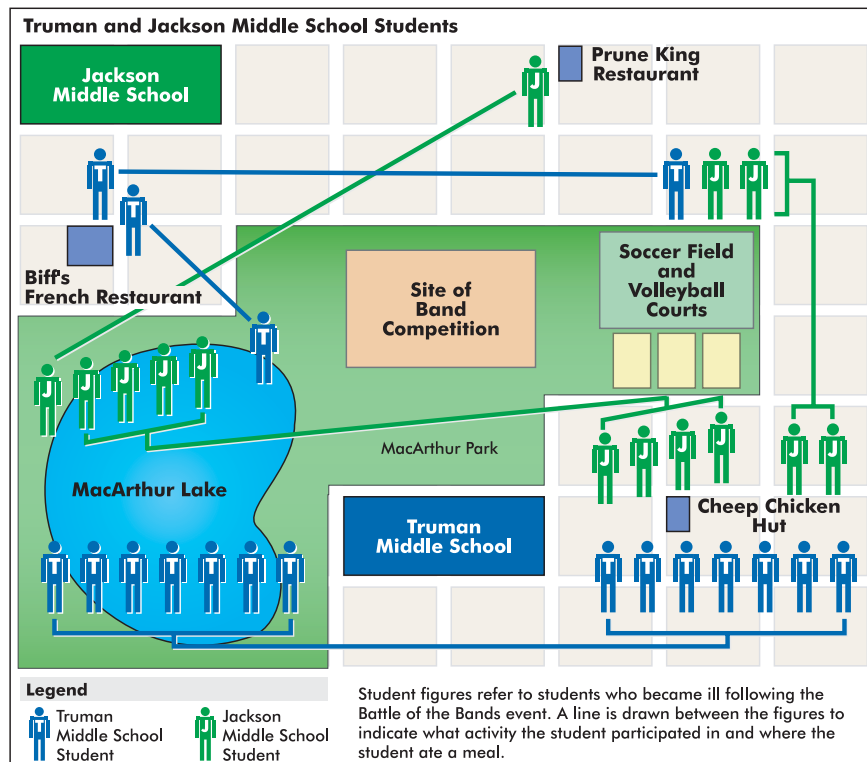 Truman and Jackson Middle School Students
Jackson
Middle School
Prune King
Restaurant
J
T
T
J
J
T
Biff's
French Restaurant
Site of
Band
Competition
Soccer Field
and
Volleyball
Courts
T
J
J
J
J
J
J
J
J
J
J
J
MacArthur Park
MacArthur Lake
Truman
Middle School
Cheep Chicken
Hut
T
T
T
T
T
T
T
T
T
T
T
T
T
T
Legend
T
Truman
Middle School
Student
J
Jackson
Middle School
Student
Student figures refer to students who became ill following the
Battle of the Bands event. A line is drawn between the figures to
indicate what activity the student participated in and where the
student ate a meal.